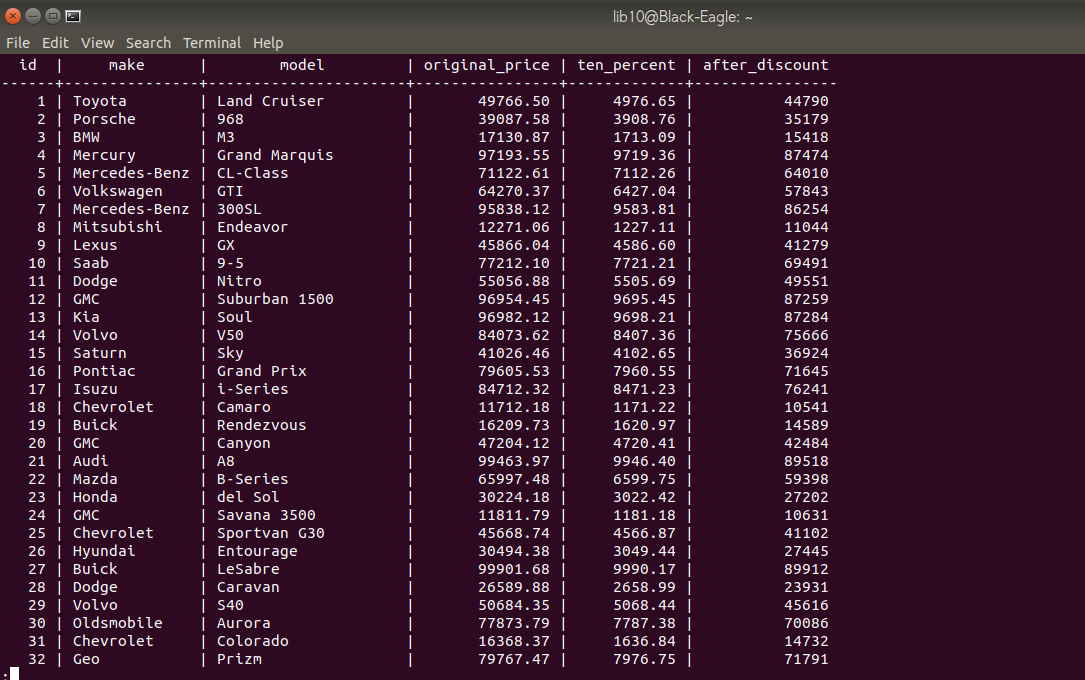 lib10@Black-Eagle: ~
File Edit View Search Terminal Help
  id  |     make      |        model         | original_price | ten_percent | after_discount
------+---------------+----------------------+----------------+-------------+----------------
    1 | Toyota        | Land Cruiser         |       49766.50 |     4976.65 |          44790
    2 | Porsche       | 968                  |       39087.58 |     3908.76 |          35179
    3 | BMW           | M3                   |       17130.87 |     1713.09 |          15418
    4 | Mercury       | Grand Marquis        |       97193.55 |     9719.36 |          87474
    5 | Mercedes-Benz | CL-Class             |       71122.61 |     7112.26 |          64010
    6 | Volkswagen    | GTI                  |       64270.37 |     6427.04 |          57843
    7 | Mercedes-Benz | 300SL                |       95838.12 |     9583.81 |          86254
    8 | Mitsubishi    | Endeavor             |       12271.06 |     1227.11 |          11044
    9 | Lexus         | GX                   |       45866.04 |     4586.60 |          41279
   10 | Saab          | 9-5                  |       77212.10 |     7721.21 |          69491
   11 | Dodge         | Nitro                |       55056.88 |     5505.69 |          49551
   12 | GMC           | Suburban 1500        |       96954.45 |     9695.45 |          87259
   13 | Kia           | Soul                 |       96982.12 |     9698.21 |          87284
   14 | Volvo         | V50                  |       84073.62 |     8407.36 |          75666
   15 | Saturn        | Sky                  |       41026.46 |     4102.65 |          36924
   16 | Pontiac       | Grand Prix           |       79605.53 |     7960.55 |          71645
   17 | Isuzu         | i-Series             |       84712.32 |     8471.23 |          76241
   18 | Chevrolet     | Camaro               |       11712.18 |     1171.22 |          10541
   19 | Buick         | Rendezvous           |       16209.73 |     1620.97 |          14589
   20 | GMC           | Canyon               |       47204.12 |     4720.41 |          42484
   21 | Audi          | A8                   |       99463.97 |     9946.40 |          89518
   22 | Mazda         | B-Series             |       65997.48 |     6599.75 |          59398
   23 | Honda         | del Sol              |       30224.18 |     3022.42 |          27202
   24 | GMC           | Savana 3500          |       11811.79 |     1181.18 |          10631
   25 | Chevrolet     | Sportvan G30         |       45668.74 |     4566.87 |          41102
   26 | Hyundai       | Entourage            |       30494.38 |     3049.44 |          27445
   27 | Buick         | LeSabre              |       99901.68 |     9990.17 |          89912
   28 | Dodge         | Caravan              |       26589.88 |     2658.99 |          23931
   29 | Volvo         | S40                  |       50684.35 |     5068.44 |          45616
   30 | Oldsmobile    | Aurora               |       77873.79 |     7787.38 |          70086
   31 | Chevrolet     | Colorado             |       16368.37 |     1636.84 |          14732
   32 | Geo           | Prizm                |       79767.47 |     7976.75 |          71791
: